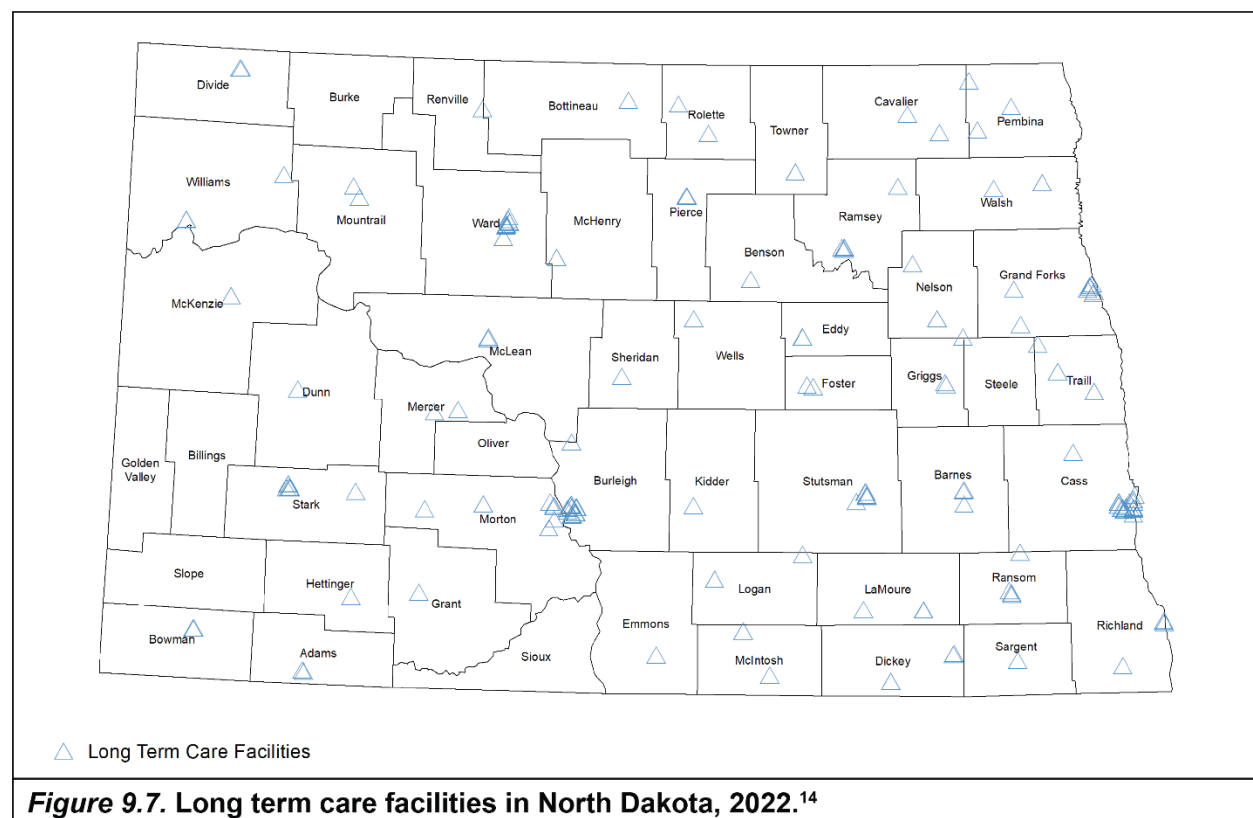 Divide
Burke
Renville
Bottineau
Rolette
Towner
Cavalier
Pembina
Williams
Mountrail
Ward
McHenry
Pierce
Benson
Ramsey
Walsh
McKenzie
Nelson
Grand Forks
McLean
Sheridan
Wells
Eddy
Foster
Griggs
Steele
Traill
Dunn
Mercer
Oliver
Golden
Valley
Billings
Stark
Morton
Burleigh
Kidder
Stutsman
Barnes
Cass
Slope
Hettinger
Grant
Emmons
Logan
LaMoure
Ransom
Richland
Bowman
Adams
Sioux
McIntosh
Dickey
Sargent
Long Term Care Facilities
Figure 9.7. Long term care facilities in North Dakota, 2022.¹⁴